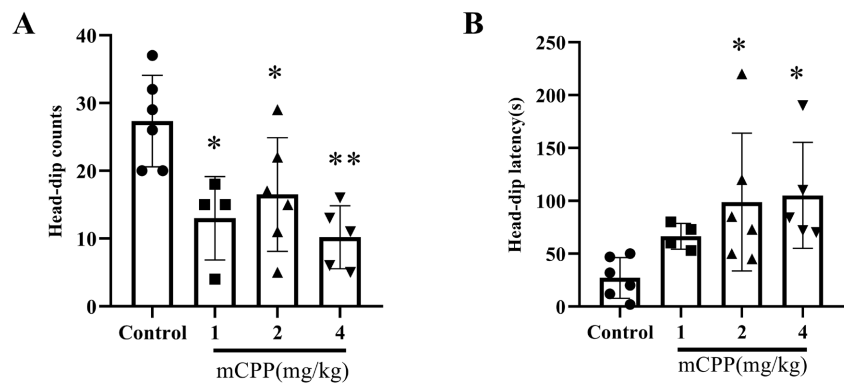 A
Head-dip counts
40
30
20
10
0
*
*
**
Control 1 2 4
mCPP(mg/kg)
B
Head-dip latency(s)
250
200
150
100
50
0
*
*
Control 1 2 4
mCPP(mg/kg)